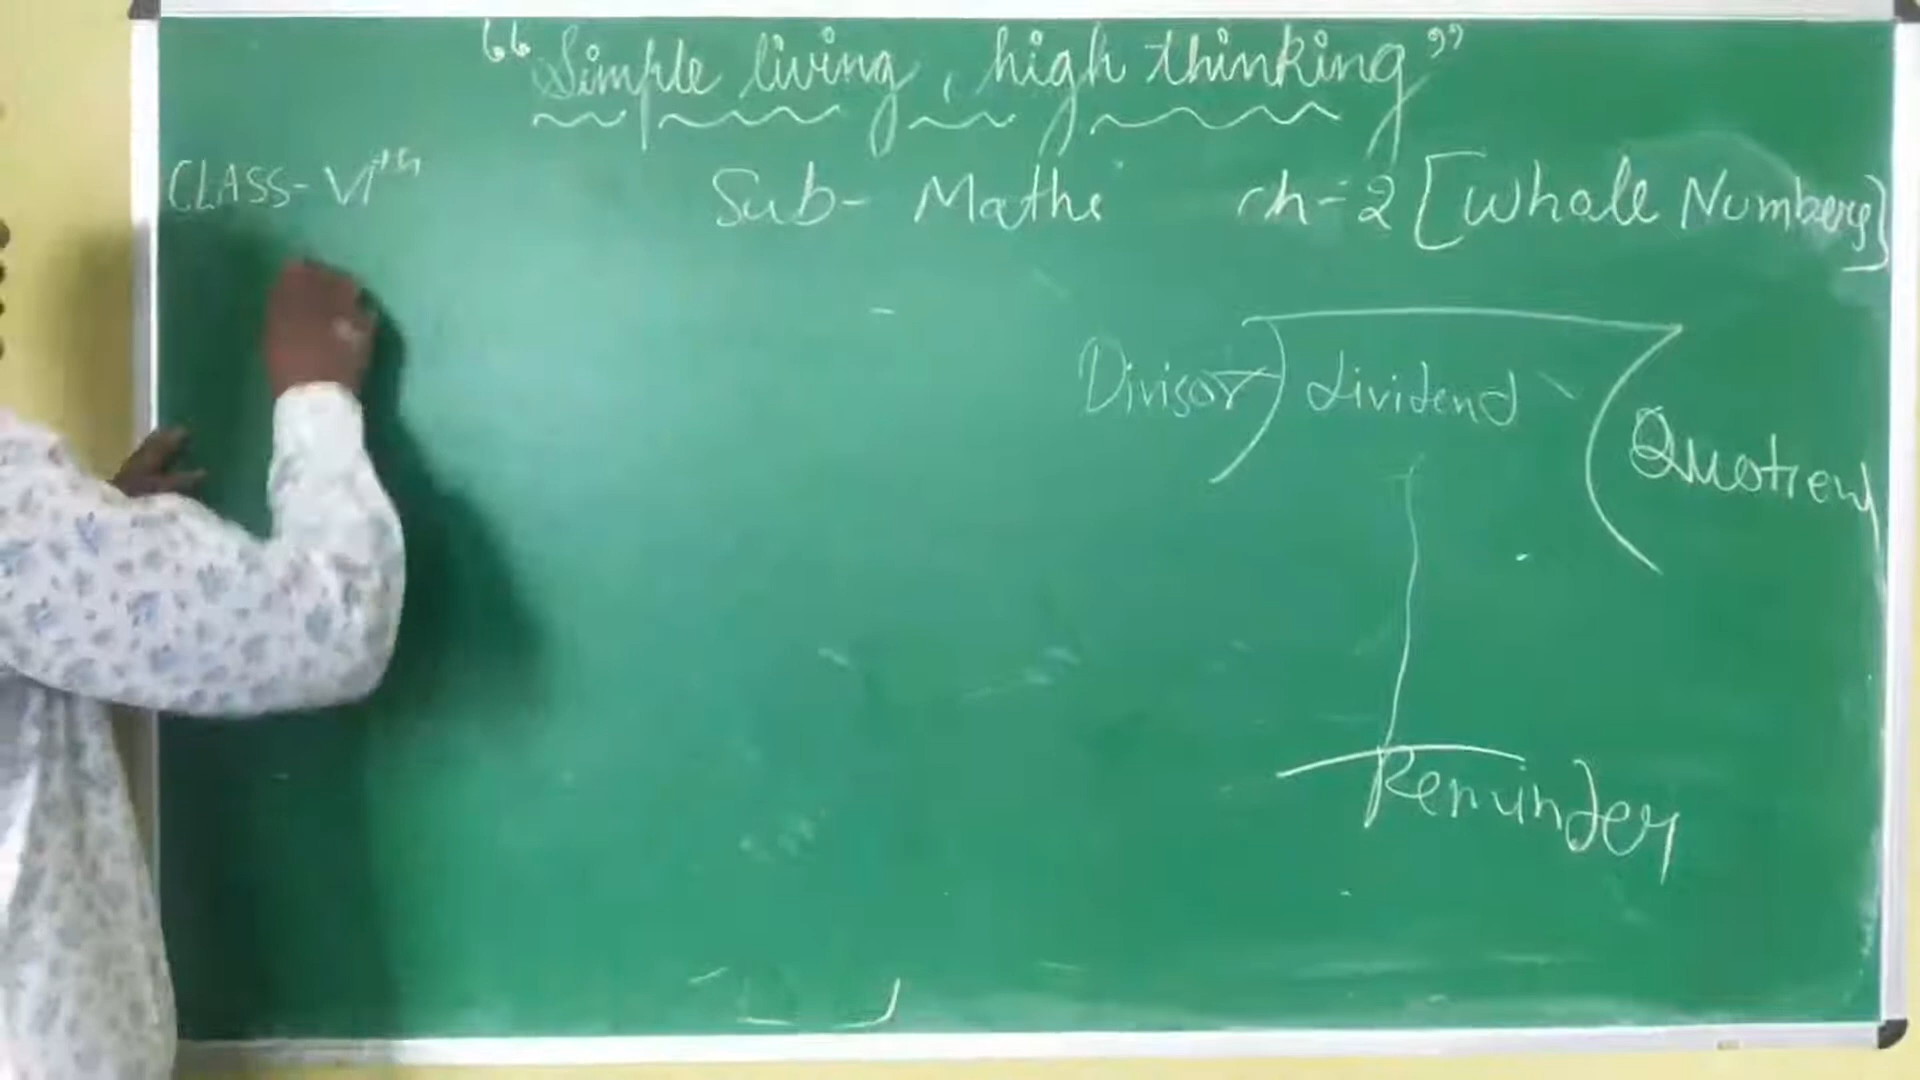 “Simple living, high thinking”
CLASS- VIth Sub- Maths ch-2 [Whole Numbers]
Divisor) dividend (Quotient
Reminder